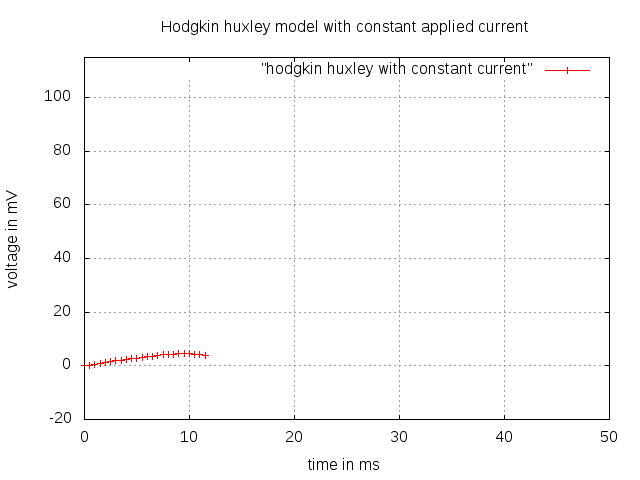 Hodgkin huxley model with constant applied current
"hodgkin huxley with constant current"
100
80
60
40
20
0
-20
voltage in mV
0 10 20 30 40 50
time in ms